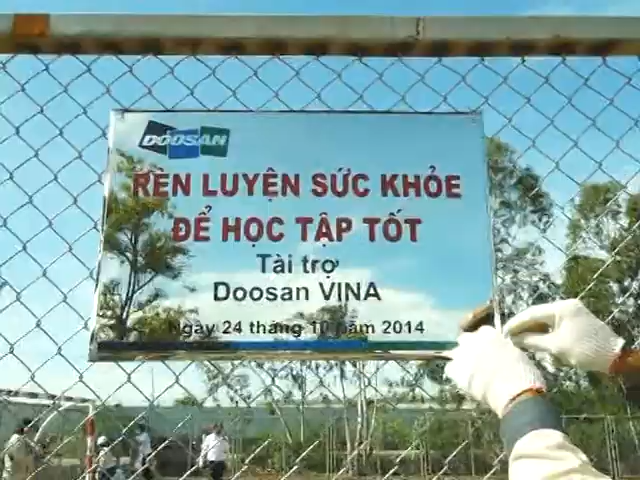 DOOSAN
RÈN LUYỆN SỨC KHỎE
ĐỂ HỌC TẬP TỐT
Tài trợ
Doosan VINA
Ngày 24 tháng 10 năm 2014